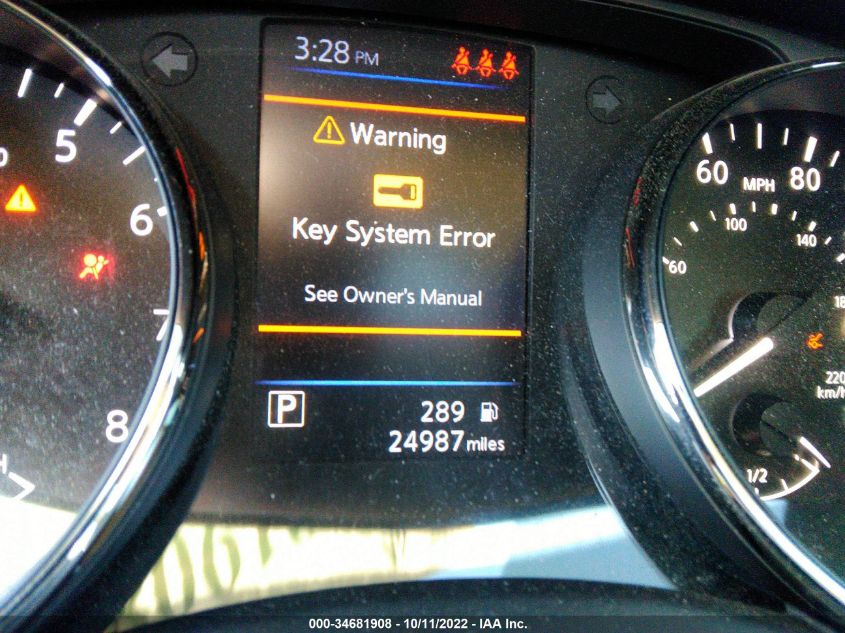 3:28 PM
Warning
Key System Error
See Owner's Manual
P
289
24987 miles
5
6
7
8
H
60
80
MPH
60
100
140
220
km/h
1/2
000-34681908 - 10/11/2022 - IAA Inc.